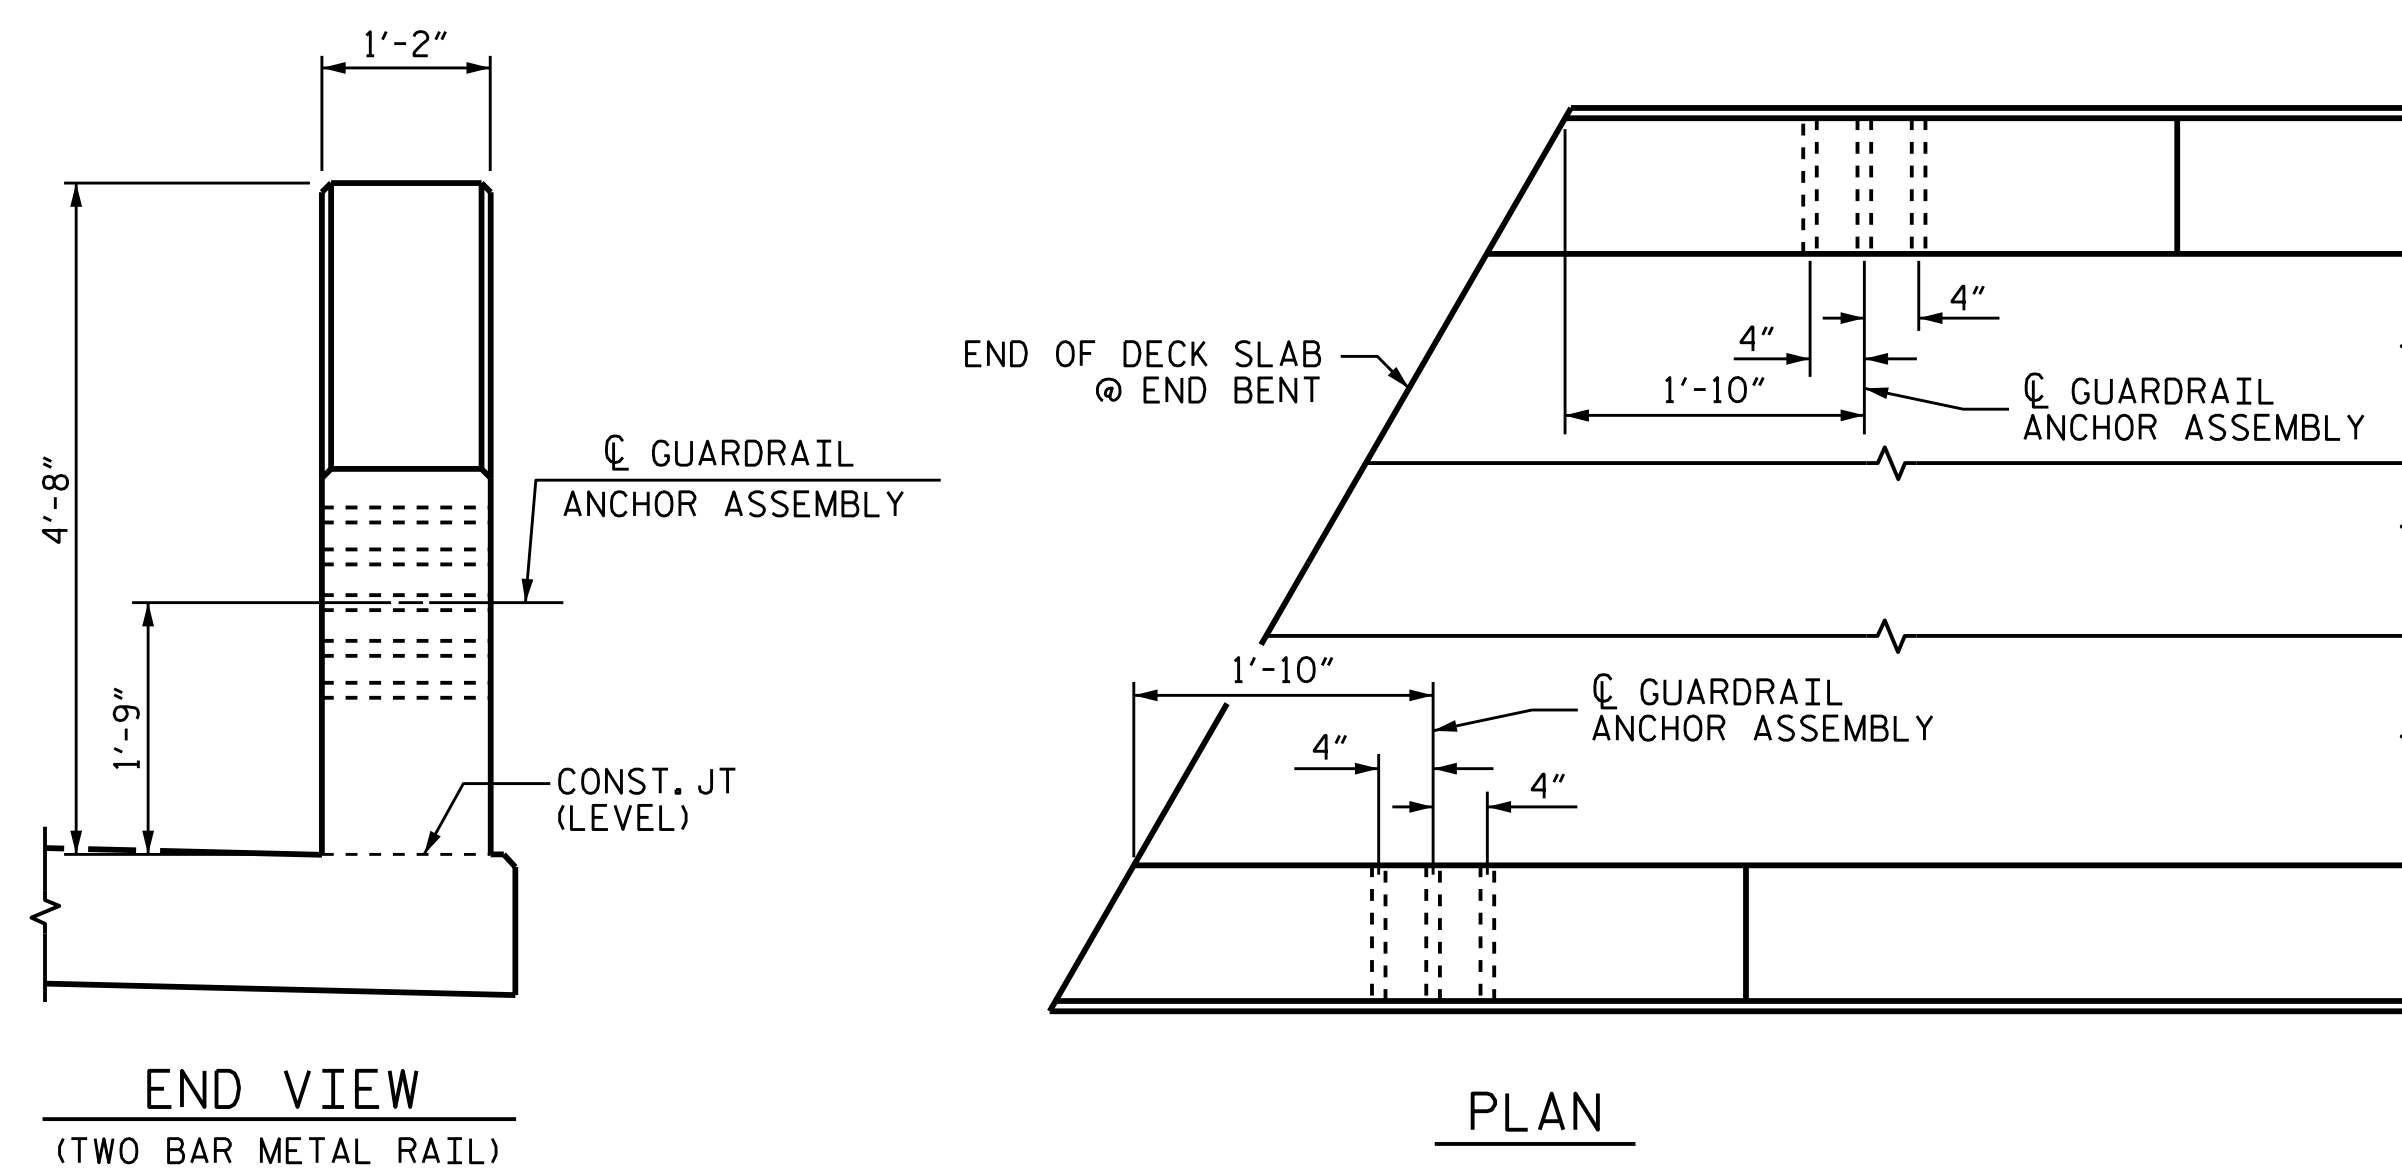 1'-2"
4'-8"
1'-9"
℄ GUARDRAIL
ANCHOR ASSEMBLY
CONST. JT
(LEVEL)
END VIEW
(TWO BAR METAL RAIL)
END OF DECK SLAB
@ END BENT
4"
4"
1'-10"
℄ GUARDRAIL
ANCHOR ASSEMBLY
1'-10"
℄ GUARDRAIL
ANCHOR ASSEMBLY
4"
4"
PLAN